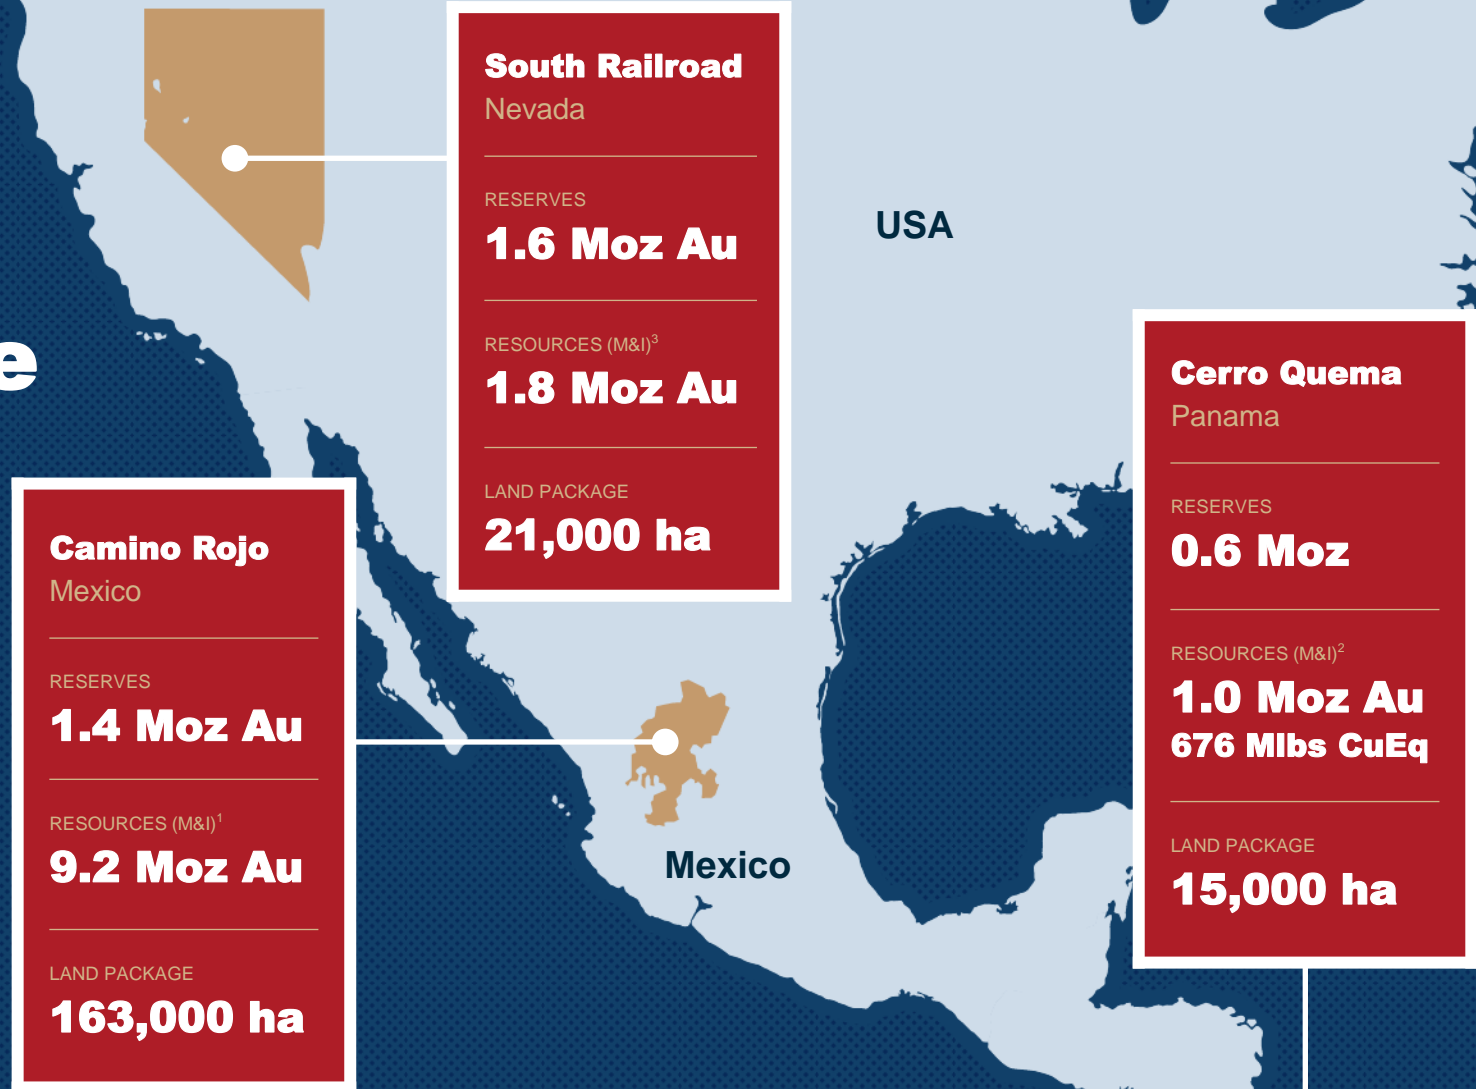 South Railroad
Nevada
RESERVES
1.6 Moz Au
RESOURCES (M&I)³
1.8 Moz Au
LAND PACKAGE
21,000 ha
USA
e
Camino Rojo
Mexico
RESERVES
1.4 Moz Au
RESOURCES (M&I)¹
9.2 Moz Au
LAND PACKAGE
163,000 ha
Mexico
Cerro Quema
Panama
RESERVES
0.6 Moz
RESOURCES (M&I)²
1.0 Moz Au
676 Mlbs CuEq
LAND PACKAGE
15,000 ha